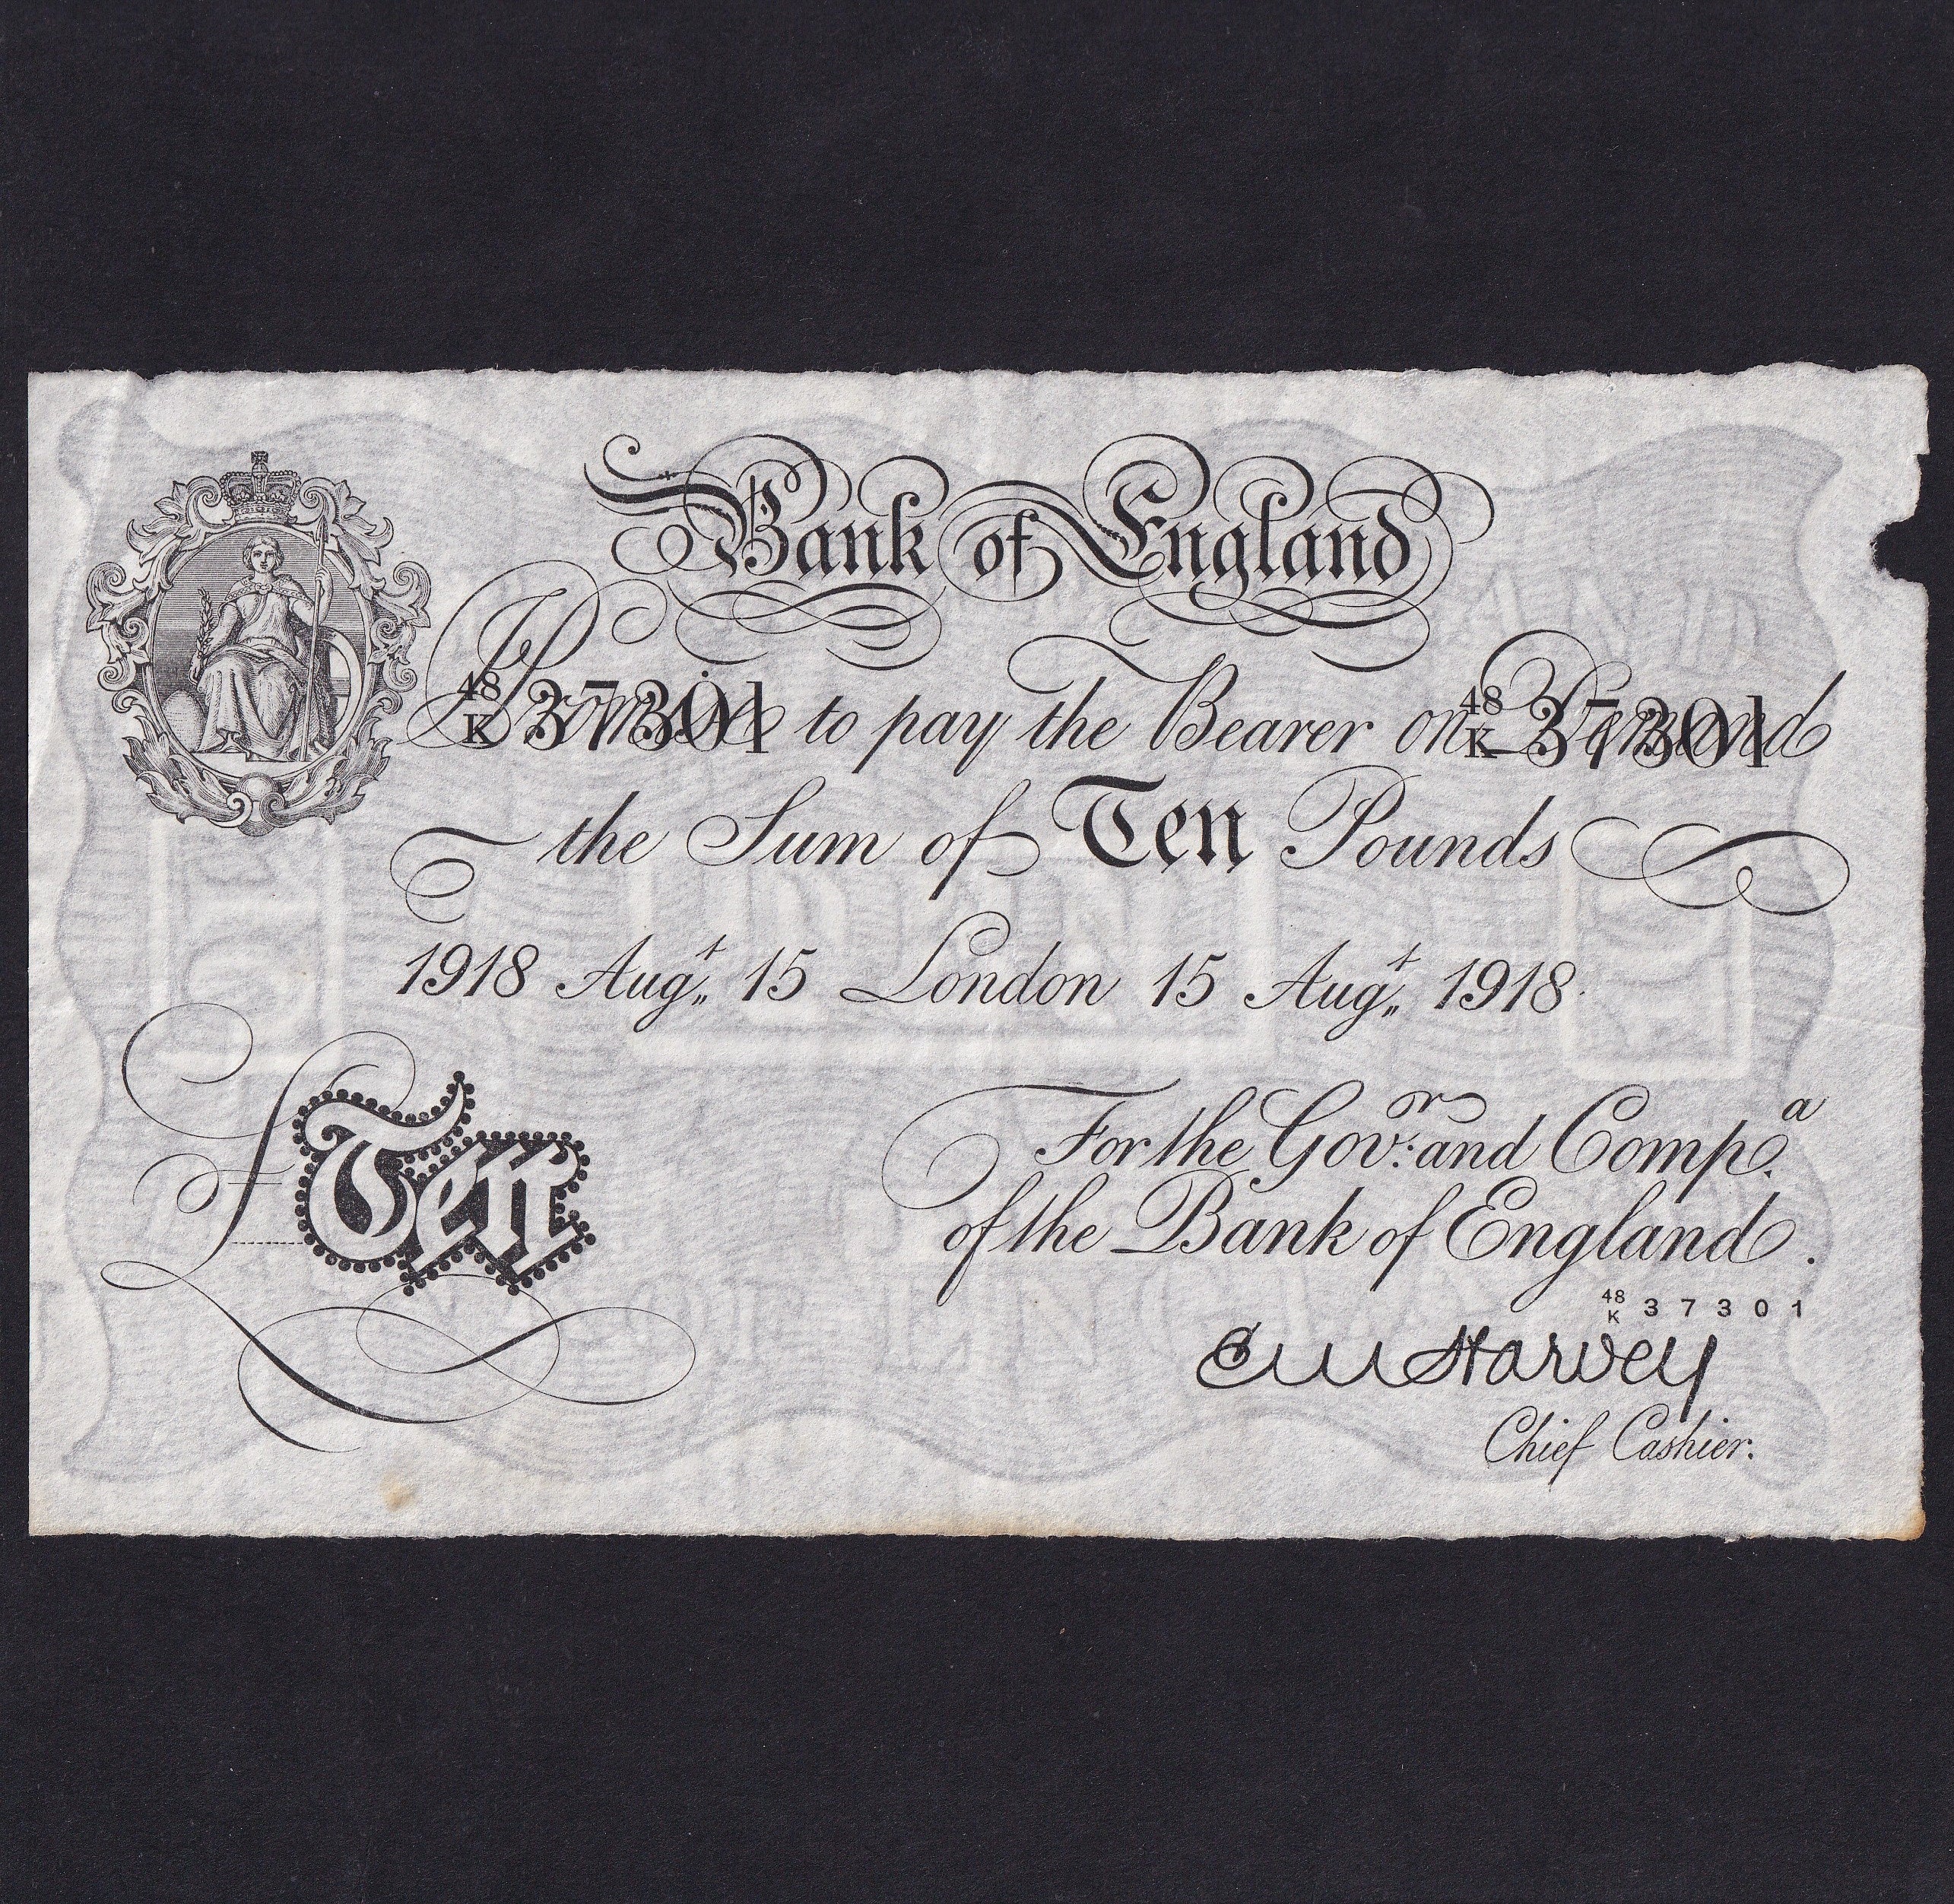 Bank of England
48/K 37301 48/K 37301
I Promise to pay the Bearer on Demand
the Sum of Ten Pounds
1918 Augt. 15 London 15 Augt. 1918.
£ Ten
For the Govr: and Compa.
of the Bank of England.
48/K 37301
E M Harvey
Chief Cashier.